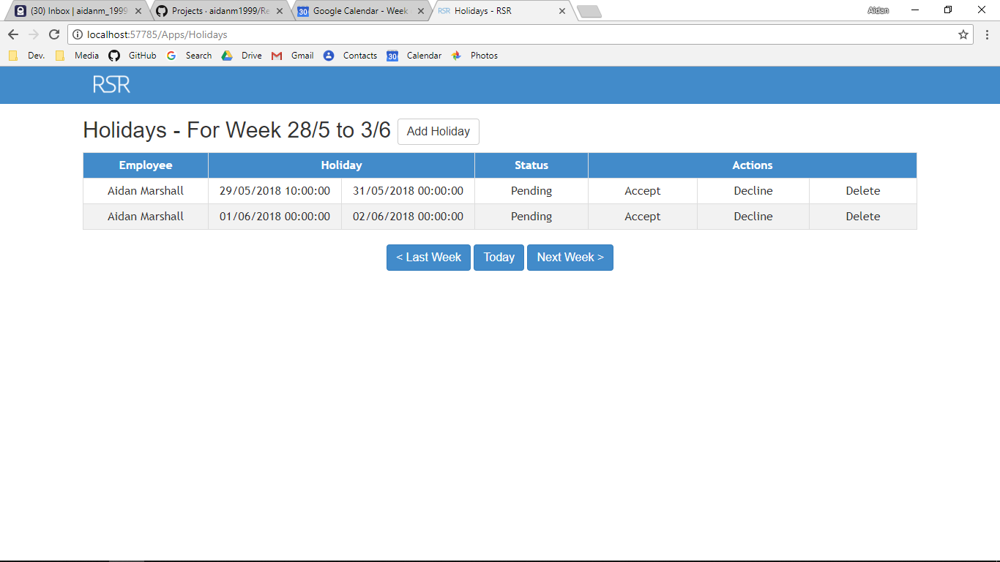 (30) Inbox | aidanm_1999 Projects · aidanm1999/Re Google Calendar - Week RSR Holidays - RSR Aidan
localhost:57785/Apps/Holidays
Dev. Media GitHub Search Drive Gmail Contacts 30 Calendar Photos
RSR
Holidays - For Week 28/5 to 3/6 Add Holiday
Employee Holiday Status Actions
Aidan Marshall 29/05/2018 10:00:00 31/05/2018 00:00:00 Pending Accept Decline Delete
Aidan Marshall 01/06/2018 00:00:00 02/06/2018 00:00:00 Pending Accept Decline Delete
< Last Week Today Next Week >